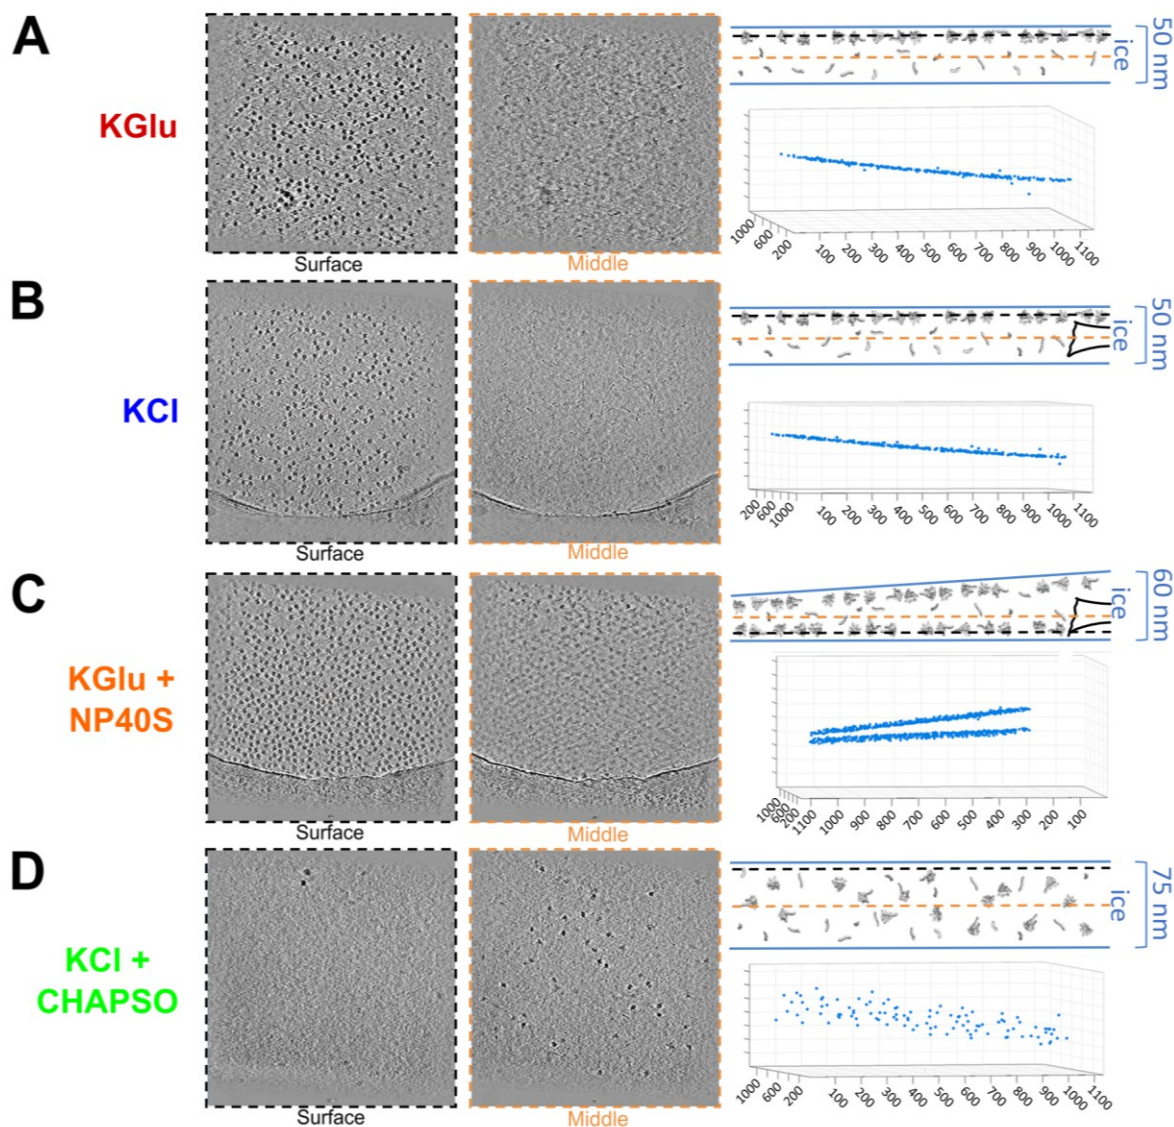 A
KGlu
Surface
Middle
50 nm
ice
1000
600
200
100
200
300
400
500
600
700
800
900
1000
1100
B
KCl
Surface
Middle
50 nm
ice
200
600
1000
100
200
300
400
500
600
700
800
900
1000
1100
C
KGlu +
NP40S
Surface
Middle
60 nm
ice
1000
600
200
1100
1000
900
800
700
600
500
400
300
200
100
D
KCl +
CHAPSO
Surface
Middle
75 nm
ice
1000
600
200
100
200
300
400
500
600
700
800
900
1000
1100